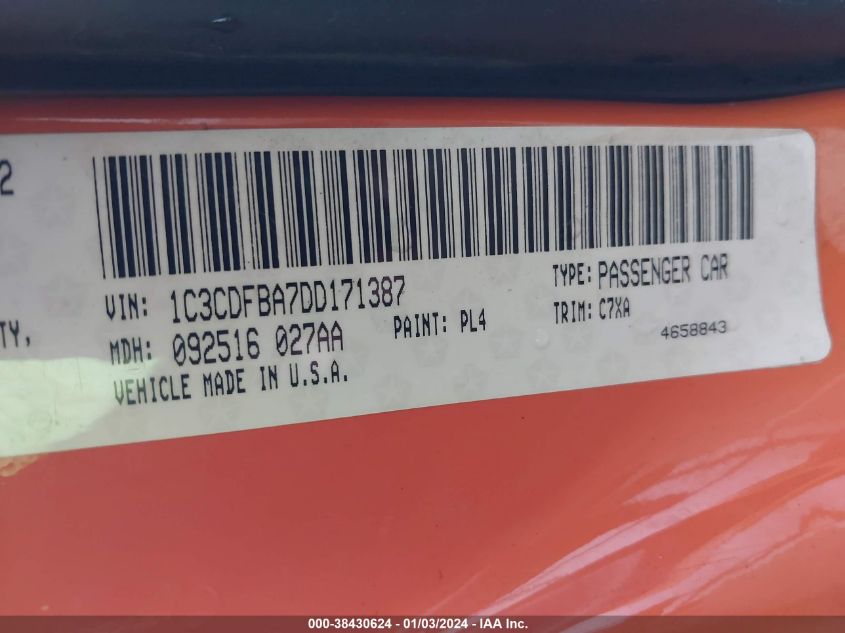 2
VIN: 1C3CDFBA7DD171387
TYPE: PASSENGER CAR
TY,
MDH: 092516 027AA
PAINT: PL4
TRIM: C7XA
4658843
VEHICLE MADE IN U.S.A.
000-38430624 - 01/03/2024 - IAA Inc.